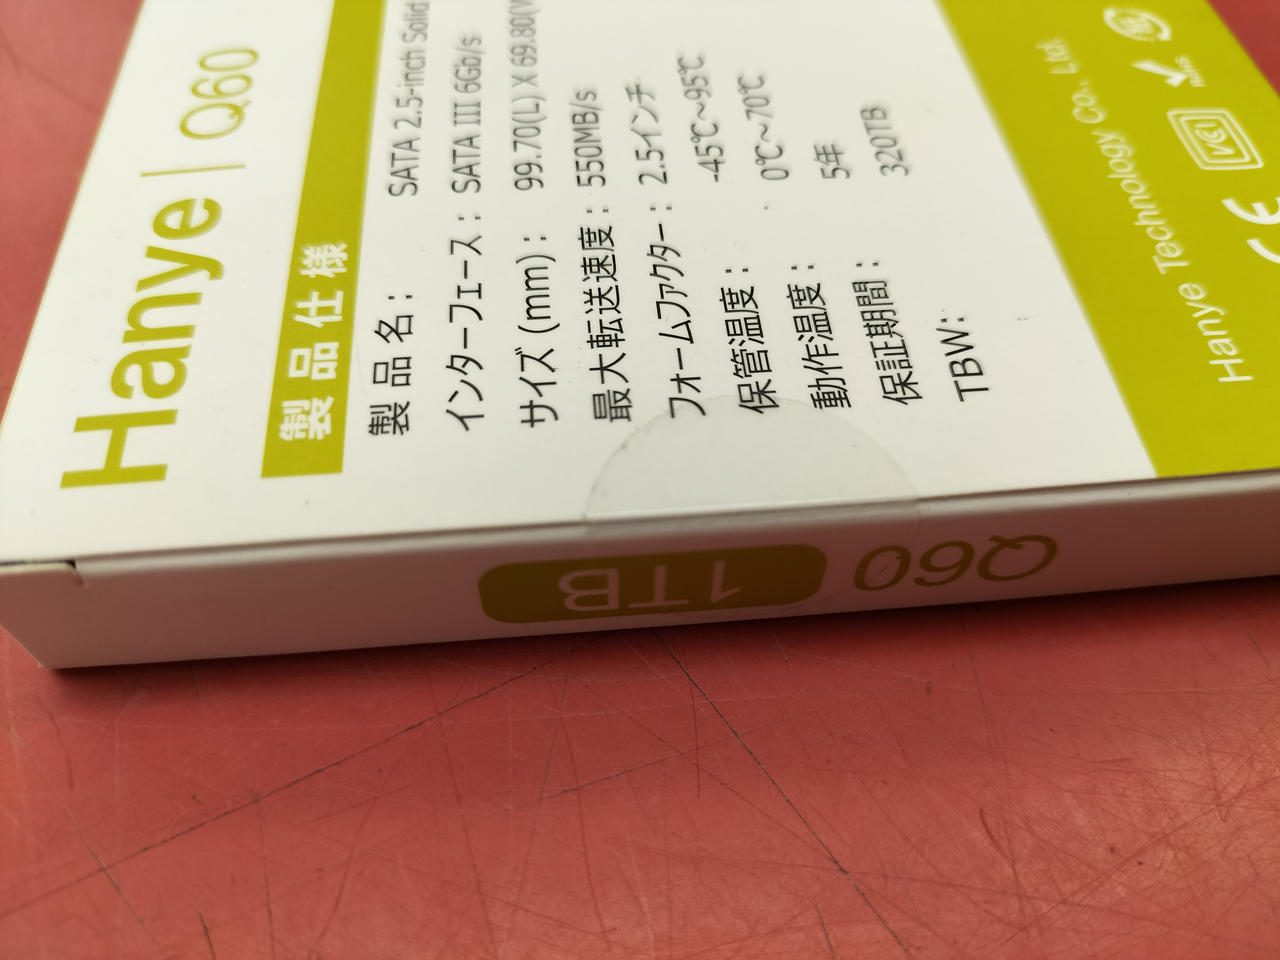 Hanye | Q60
製品仕様
製品名： SATA 2.5-inch Solid
インターフェース： SATA III 6Gb/s
サイズ (mm)： 99.70(L) X 69.80(W
最大転送速度： 550MB/s
フォームファクター： 2.5インチ
保管温度： -45℃～95℃
動作温度： 0℃～70℃
保証期間： 5年
TBW： 320TB
Hanye Technology Co., Ltd.
CE
VCCI
RoHS
1TB Q60